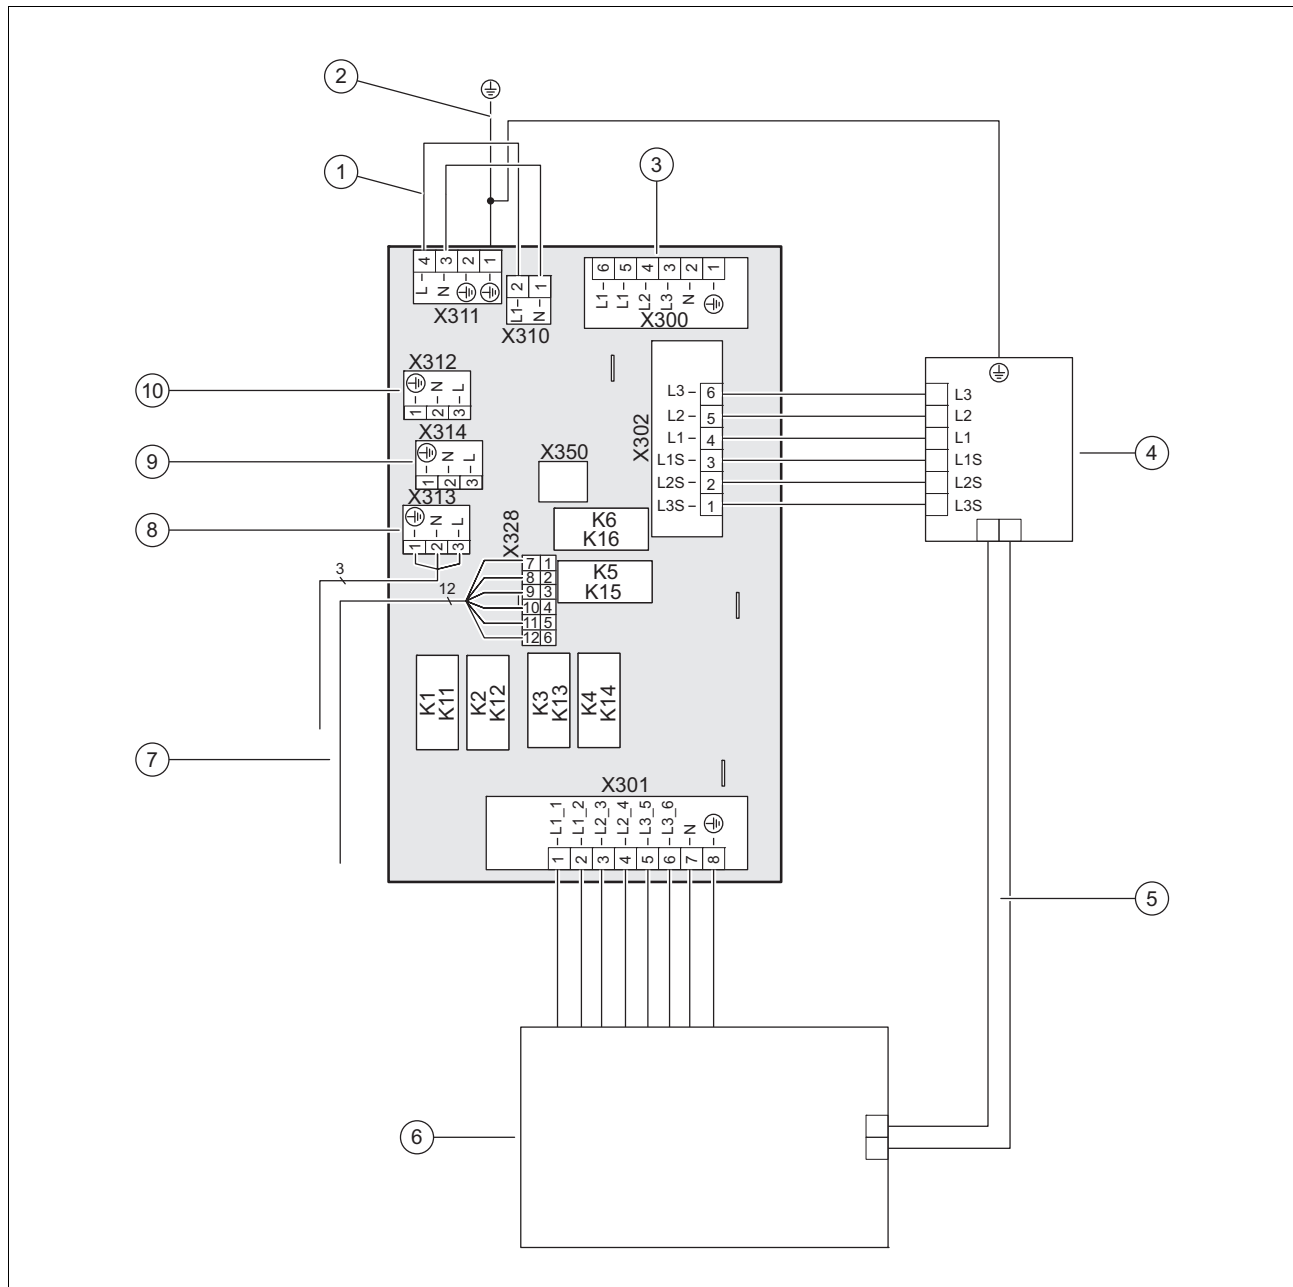 2
1
3
4 3 2 1
L – N –
X311
2 1
L1 – N –
X310
6 5 4 3 2 1
L1 – L1 – L2 – L3 – N –
X300
X312
– – N – L
1 2 3
10
X314
– – N – L
1 2 3
9
X313
– – N – L
1 2 3
8
X350
X302
L3 – 6
L2 – 5
L1 – 4
L1S – 3
L2S – 2
L3S – 1
L3
L2
L1
L1S
L2S
L3S
4
K6
K16
X328
7 1
8 2
9 3
10 4
11 5
12 6
K5
K15
3
12
K1
K11
K2
K12
K3
K13
K4
K14
7
X301
– L1_1
– L1_2
– L2_3
– L2_4
– L3_5
– L3_6
– N
–
1 2 3 4 5 6 7 8
5
6